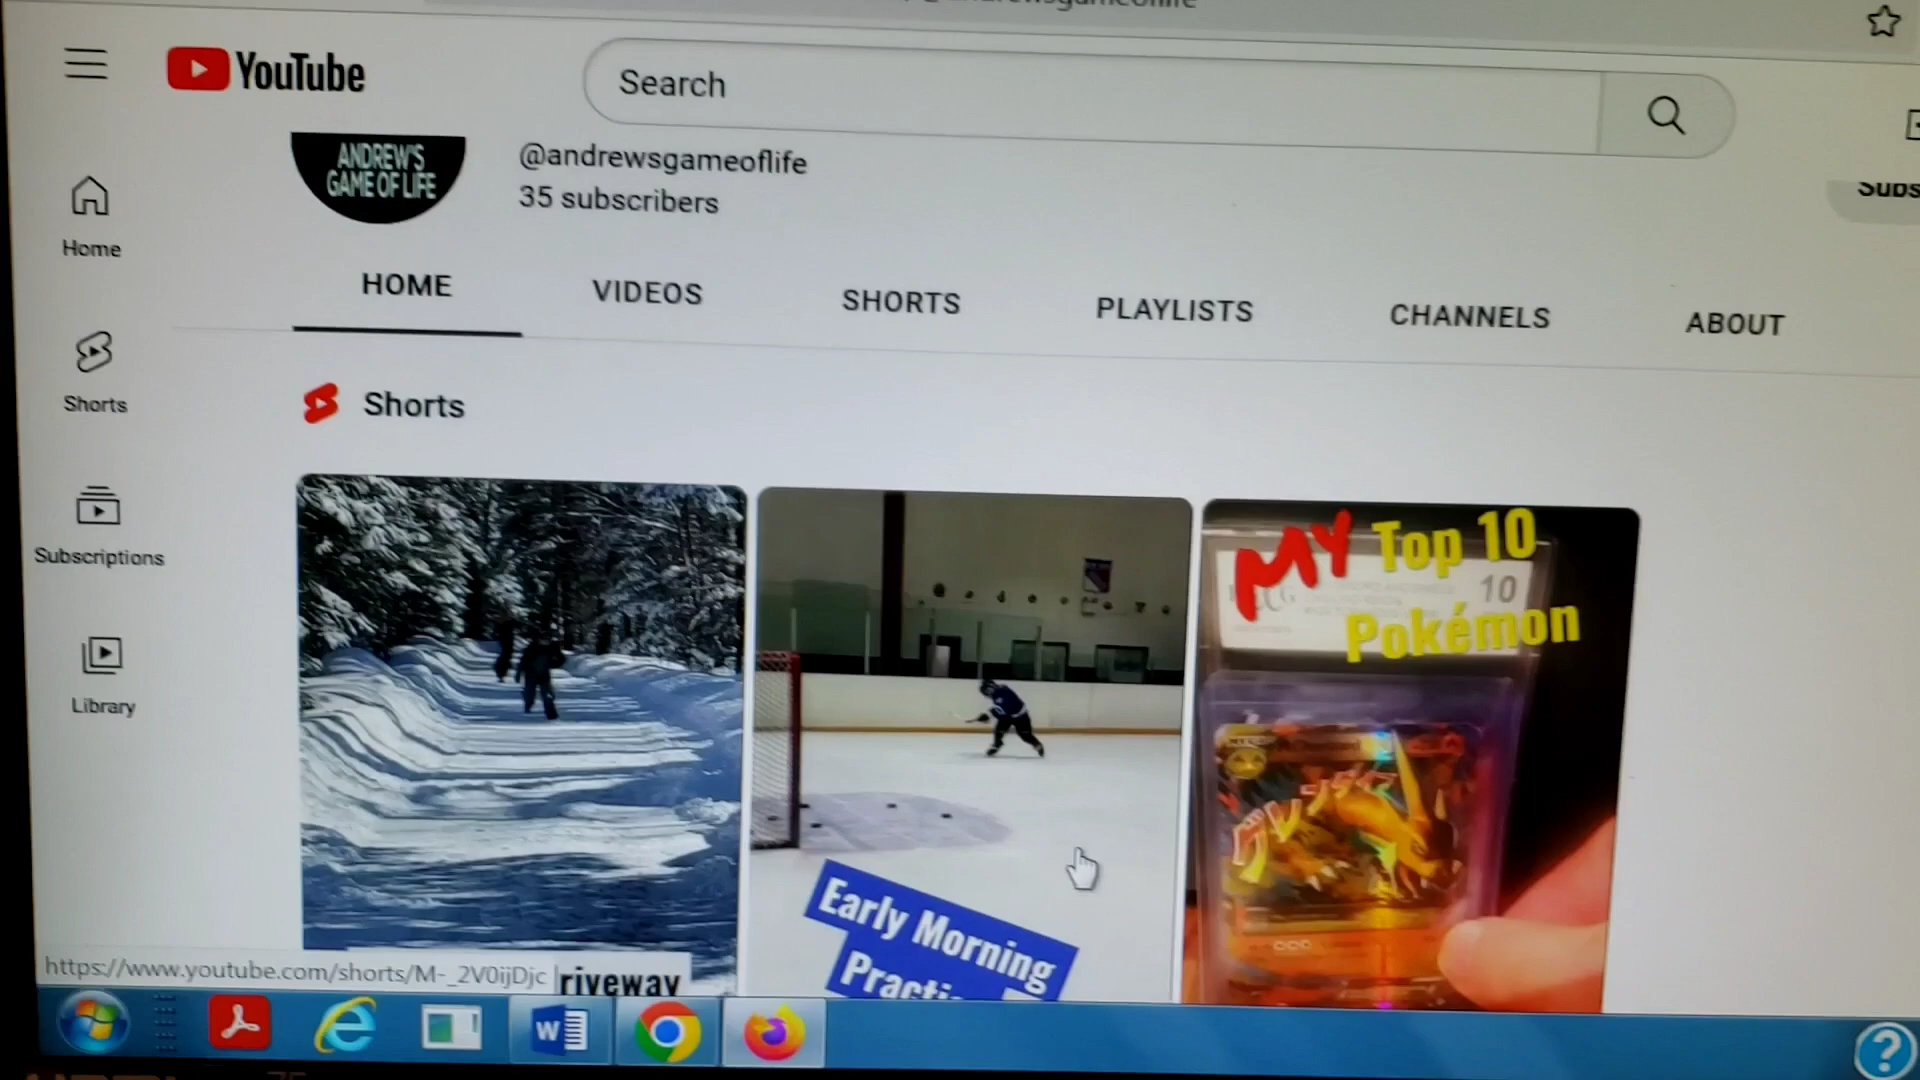 YouTube
Search
ANDREW'S
GAME OF LIFE
@andrewsgameoflife
35 subscribers
Subs
Home
Shorts
Subscriptions
Library
HOME
VIDEOS
SHORTS
PLAYLISTS
CHANNELS
ABOUT
Shorts
MY Top 10
10
Pokémon
Early Morning
Practi
https://www.youtube.com/shorts/M-_2V0ijDjc
riveway